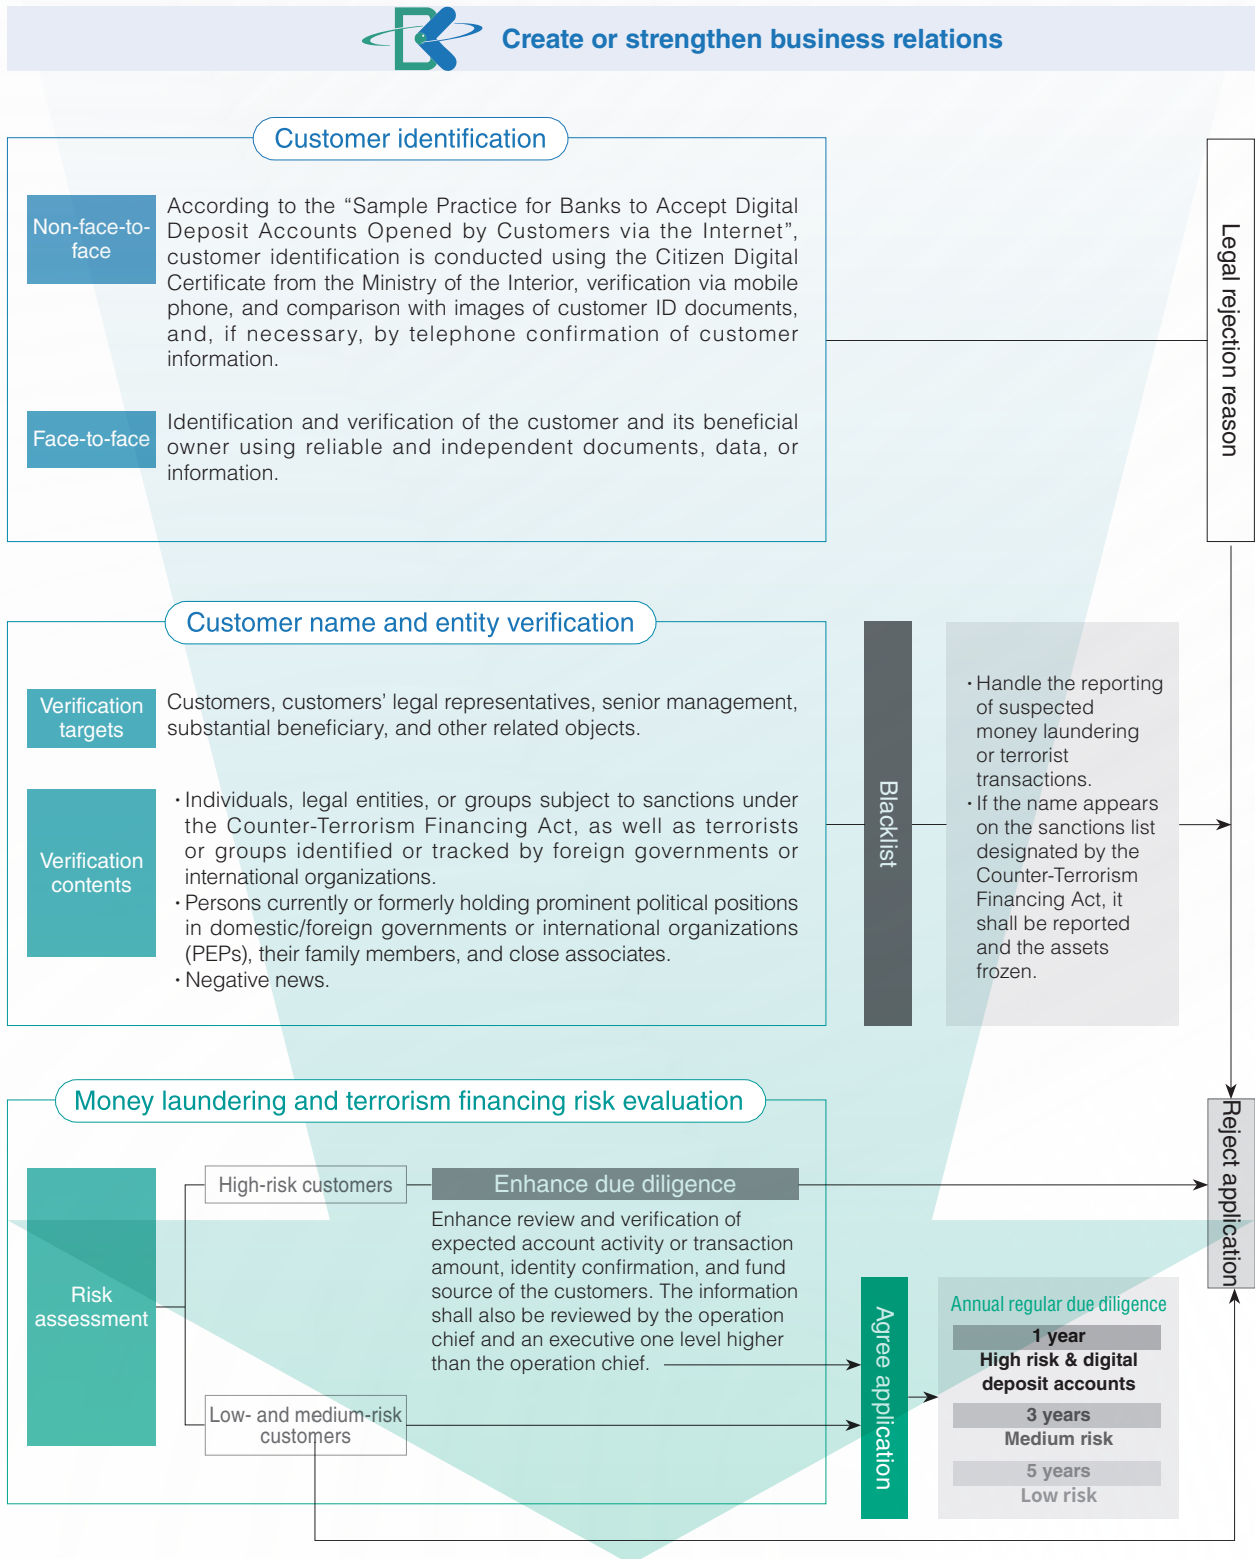 Create or strengthen business relations
Customer identification
Non-face-to-
face
According to the “Sample Practice for Banks to Accept Digital
Deposit Accounts Opened by Customers via the Internet”,
customer identification is conducted using the Citizen Digital
Certificate from the Ministry of the Interior, verification via mobile
phone, and comparison with images of customer ID documents,
and, if necessary, by telephone confirmation of customer
information.
Face-to-face
Identification and verification of the customer and its beneficial
owner using reliable and independent documents, data, or
information.
Legal rejection reason
Customer name and entity verification
Verification
targets
Customers, customers’ legal representatives, senior management,
substantial beneficiary, and other related objects.
Verification
contents
· Individuals, legal entities, or groups subject to sanctions under
the Counter-Terrorism Financing Act, as well as terrorists
or groups identified or tracked by foreign governments or
international organizations.
· Persons currently or formerly holding prominent political positions
in domestic/foreign governments or international organizations
(PEPs), their family members, and close associates.
· Negative news.
Blacklist
· Handle the reporting
of suspected
money laundering
or terrorist
transactions.
· If the name appears
on the sanctions list
designated by the
Counter-Terrorism
Financing Act, it
shall be reported
and the assets
frozen.
Money laundering and terrorism financing risk evaluation
Risk
assessment
High-risk customers
Enhance due diligence
Enhance review and verification of
expected account activity or transaction
amount, identity confirmation, and fund
source of the customers. The information
shall also be reviewed by the operation
chief and an executive one level higher
than the operation chief.
Low- and medium-risk
customers
Agree application
Reject application
Annual regular due diligence
1 year
High risk & digital
deposit accounts
3 years
Medium risk
5 years
Low risk